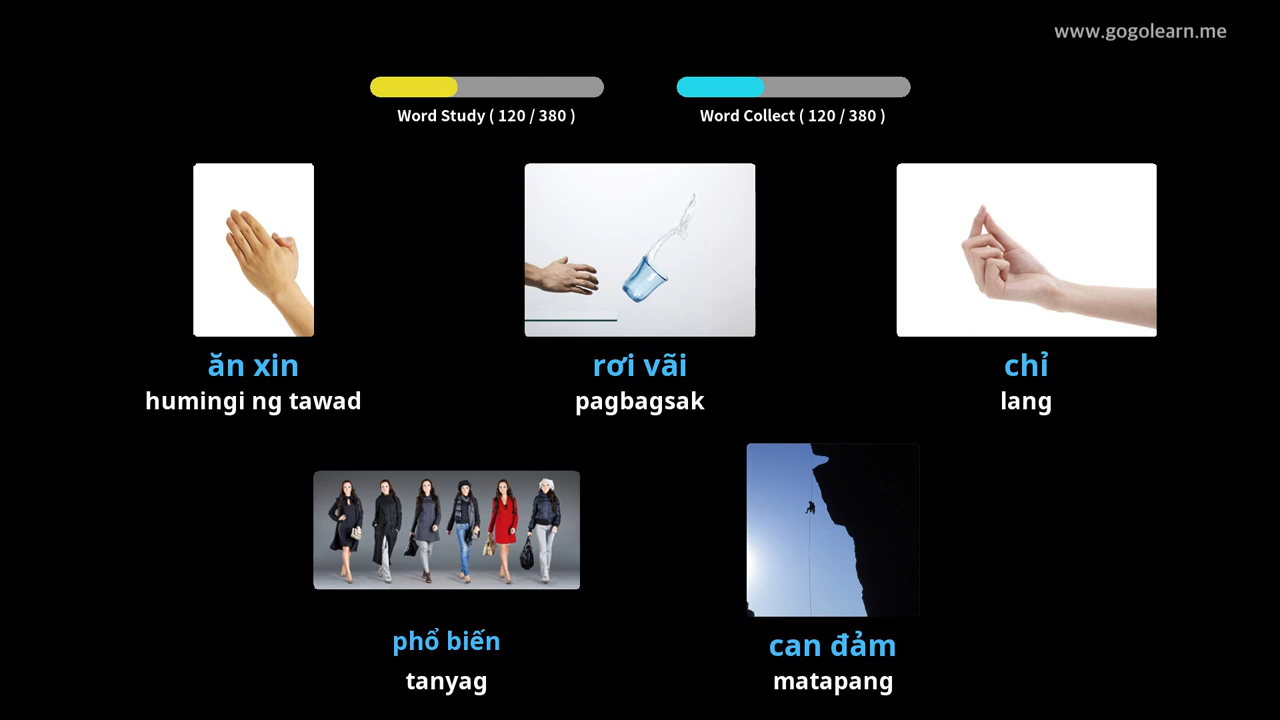 www.gogolearn.me
Word Study ( 120 / 380 )
Word Collect ( 120 / 380 )
ăn xin
humingi ng tawad
rơi vãi
pagbagsak
chỉ
lang
phổ biến
tanyag
can đảm
matapang